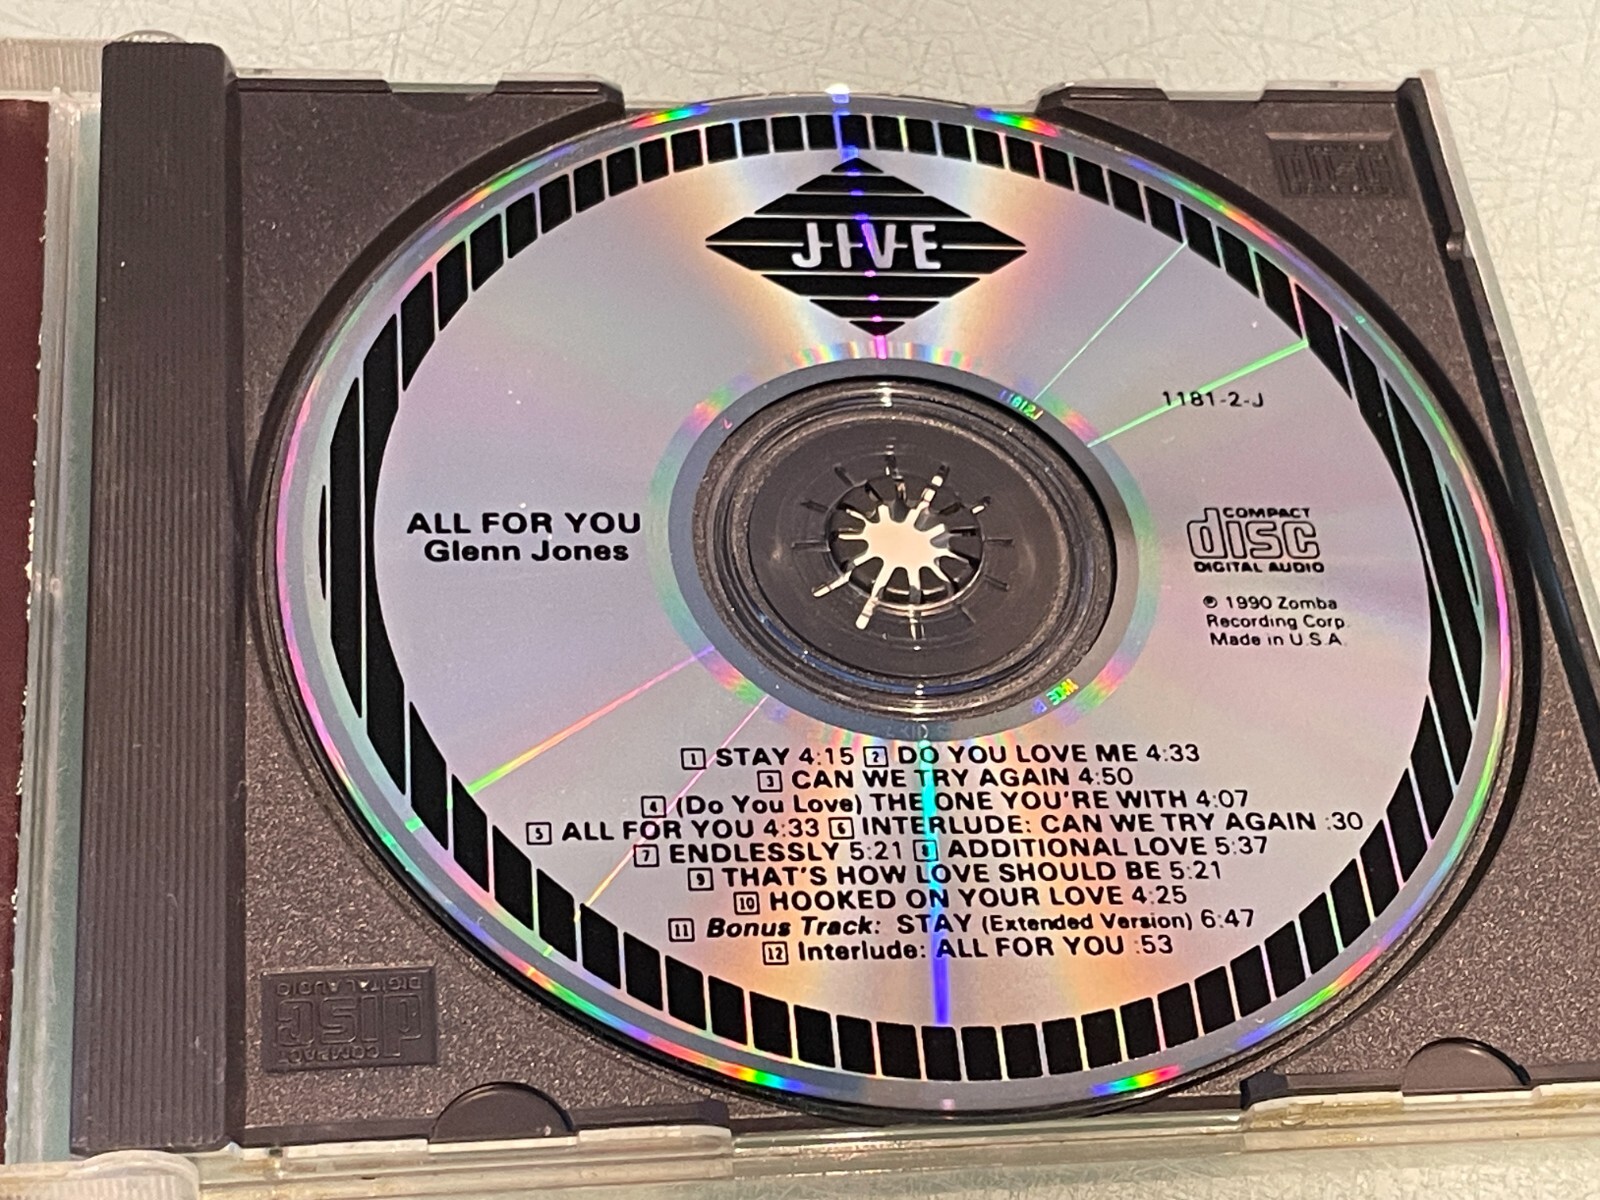 JIVE
1181-2-J
ALL FOR YOU
Glenn Jones
COMPACT
disc
DIGITAL AUDIO
℗ 1990 Zomba
Recording Corp.
Made in U.S.A.
1 STAY 4:15 2 DO YOU LOVE ME 4:33
3 CAN WE TRY AGAIN 4:50
4 (Do You Love) THE ONE YOU'RE WITH 4:07
5 ALL FOR YOU 4:33 6 INTERLUDE: CAN WE TRY AGAIN :30
7 ENDLESSLY 5:21 8 ADDITIONAL LOVE 5:37
9 THAT'S HOW LOVE SHOULD BE 5:21
10 HOOKED ON YOUR LOVE 4:25
11 Bonus Track: STAY (Extended Version) 6:47
12 Interlude: ALL FOR YOU :53
COMPACT
disc
DIGITAL AUDIO
disc